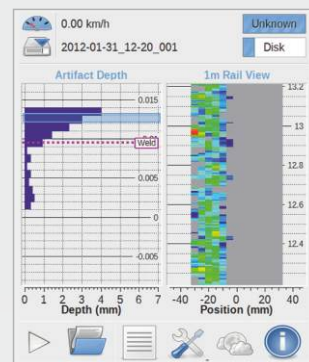 0.00 km/h
Unknown
2012-01-31_12-20_001
Disk
Artifact Depth
1m Rail View
0.015
Weld
0.005
0
-0.005
0 1 2 3 4 5 6 7
Depth (mm)
13.2
13
12.8
12.6
12.4
-40 -20 0 20 40
Position (mm)